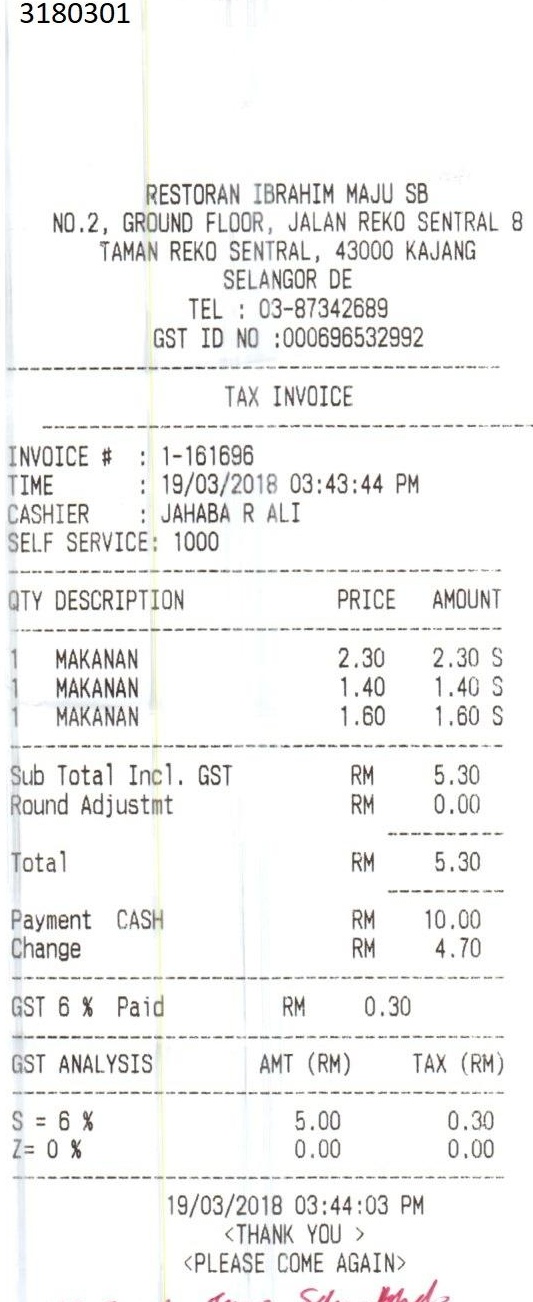 3180301
RESTORAN IBRAHIM MAJU SB
NO.2, GROUND FLOOR, JALAN REKO SENTRAL 8
TAMAN REKO SENTRAL, 43000 KAJANG
SELANGOR DE
TEL : 03-87342689
GST ID NO :000696532992
TAX INVOICE
INVOICE # : 1-161696
TIME : 19/03/2018 03:43:44 PM
CASHIER : JAHABA R ALI
SELF SERVICE: 1000
QTY DESCRIPTION PRICE AMOUNT
1 MAKANAN 2.30 2.30 S
1 MAKANAN 1.40 1.40 S
1 MAKANAN 1.60 1.60 S
Sub Total Incl. GST RM 5.30
Round Adjustmt RM 0.00
Total RM 5.30
Payment CASH RM 10.00
Change RM 4.70
GST 6 % Paid RM 0.30
GST ANALYSIS AMT (RM) TAX (RM)
S = 6 % 5.00 0.30
Z= 0 % 0.00 0.00
19/03/2018 03:44:03 PM
<THANK YOU >
<PLEASE COME AGAIN>